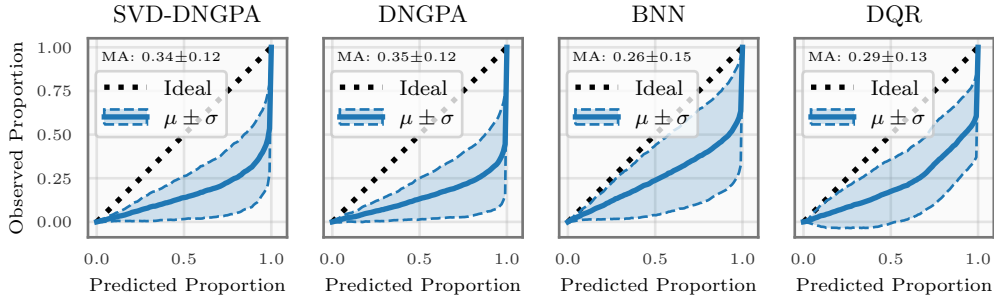 SVD-DNGPA
DNGPA
BNN
DQR
Observed Proportion
1.00
0.75
0.50
0.25
0.00
MA: 0.34±0.12
Ideal
μ ± σ
0.0
0.5
1.0
Predicted Proportion
MA: 0.35±0.12
Ideal
μ ± σ
0.0
0.5
1.0
Predicted Proportion
MA: 0.26±0.15
Ideal
μ ± σ
0.0
0.5
1.0
Predicted Proportion
MA: 0.29±0.13
Ideal
μ ± σ
0.0
0.5
1.0
Predicted Proportion